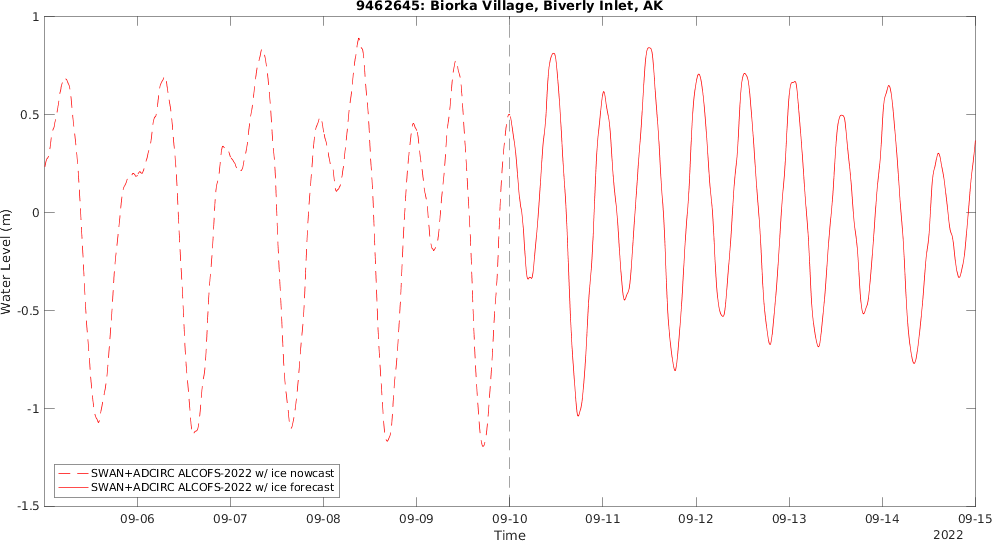 9462645: Biorka Village, Biverly Inlet, AK
Water Level (m)
1
0.5
0
-0.5
-1
-1.5
SWAN+ADCIRC ALCOFS-2022 w/ ice nowcast
SWAN+ADCIRC ALCOFS-2022 w/ ice forecast
09-06 09-07 09-08 09-09 09-10 09-11 09-12 09-13 09-14 09-15
Time
2022